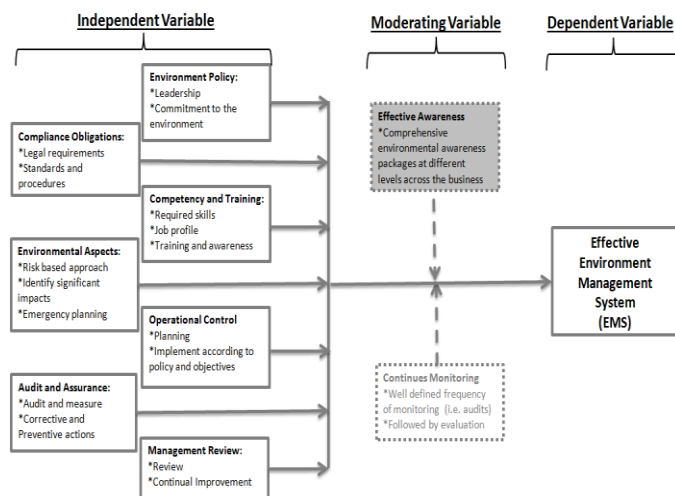 Independent Variable
Moderating Variable
Dependent Variable
Environment Policy:
*Leadership
*Commitment to the
environment
Compliance Obligations:
*Legal requirements
*Standards and
procedures
Competency and Training:
*Required skills
*Job profile
*Training and awareness
Environmental Aspects:
*Risk based approach
*Identify significant
impacts
*Emergency planning
Operational Control
*Planning
*Implement according to
policy and objectives
Audit and Assurance:
*Audit and measure
*Corrective and
Preventive actions
Management Review:
*Review
*Continual Improvement
Effective Awareness
*Comprehensive
environmental awareness
packages at different
levels across the business
Continues Monitoring
*Well defined frequency
of monitoring (i.e. audits)
*Followed by evaluation
Effective
Environment
Management
System
(EMS)